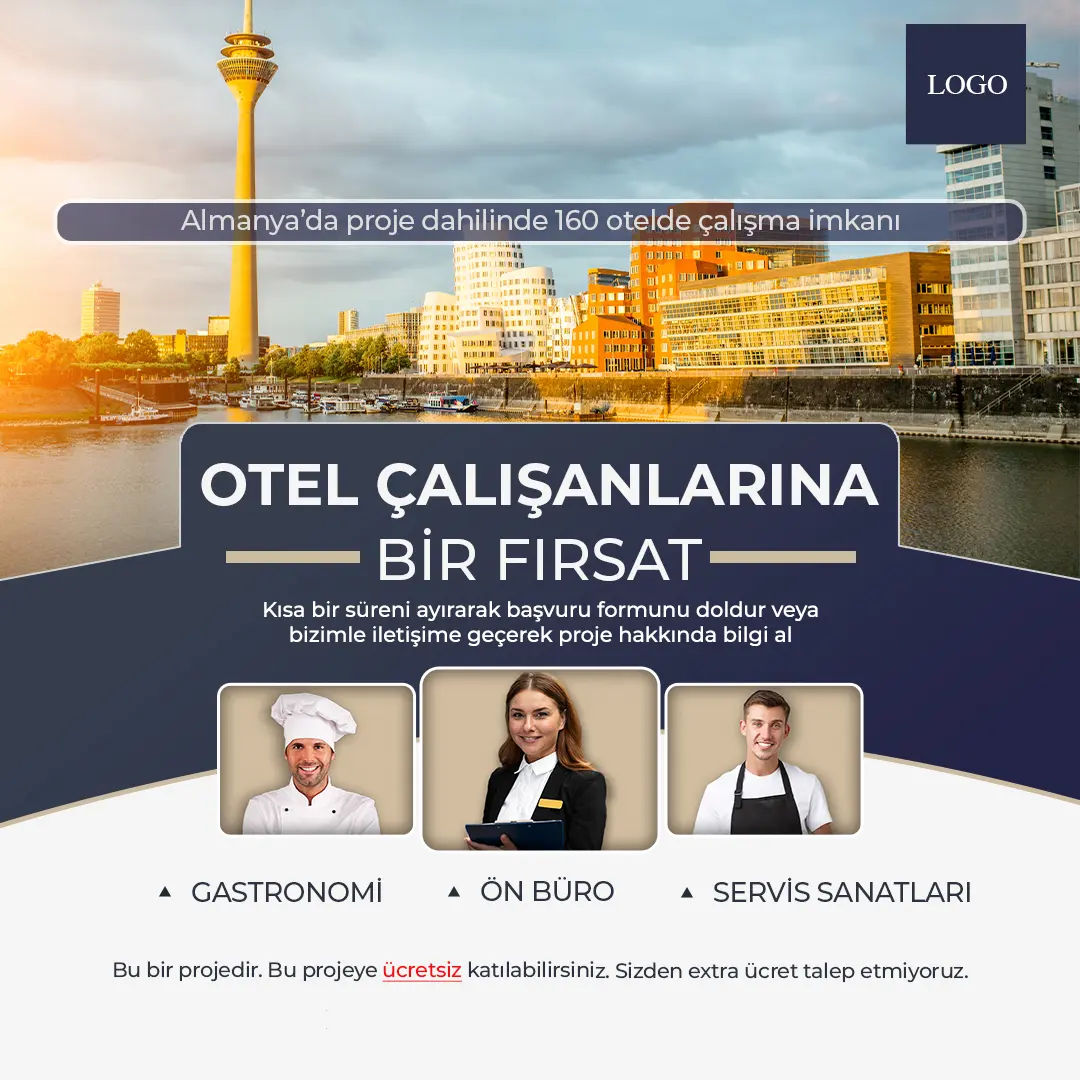 LOGO
Almanya’da proje dahilinde 160 otelde çalışma imkanı
OTEL ÇALIŞANLARINA
BİR FIRSAT
Kısa bir süreni ayırarak başvuru formunu doldur veya
bizimle iletişime geçerek proje hakkında bilgi al
▲ GASTRONOMİ ▲ ÖN BÜRO ▲ SERVİS SANATLARI
Bu bir projedir. Bu projeye ücretsiz katılabilirsiniz. Sizden extra ücret talep etmiyoruz.